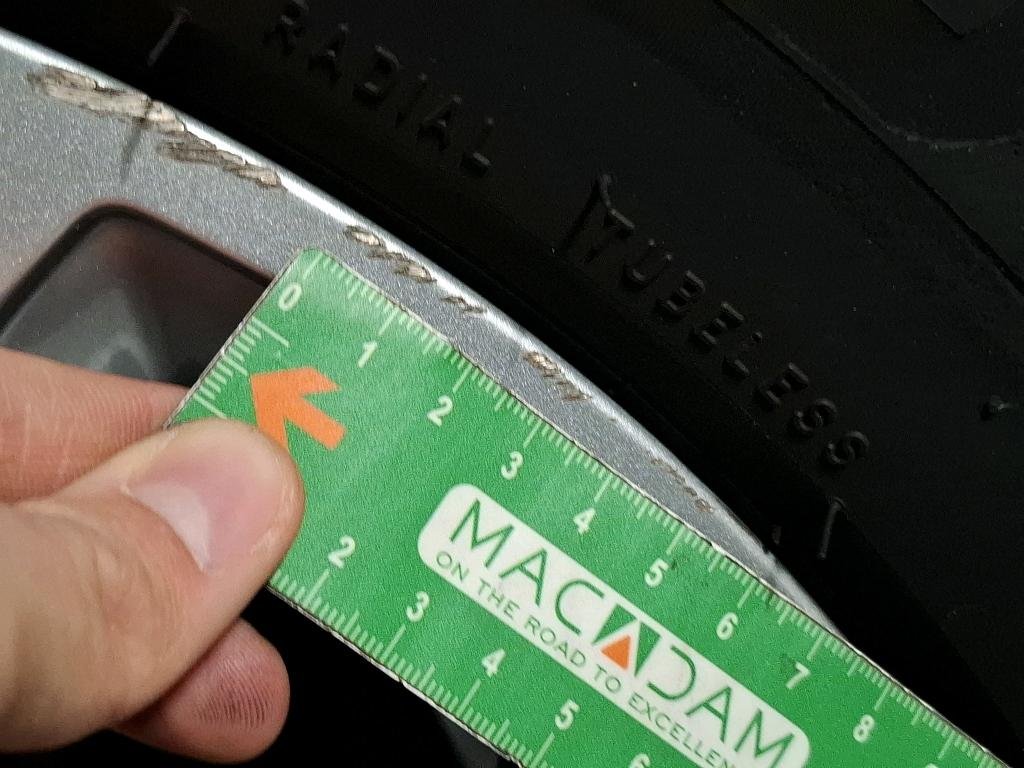 RADIAL TUBELESS
0 1 2 3 4 5 6 7 8
MACADAM
ON THE ROAD TO EXCELLEN
2 3 4 5 6